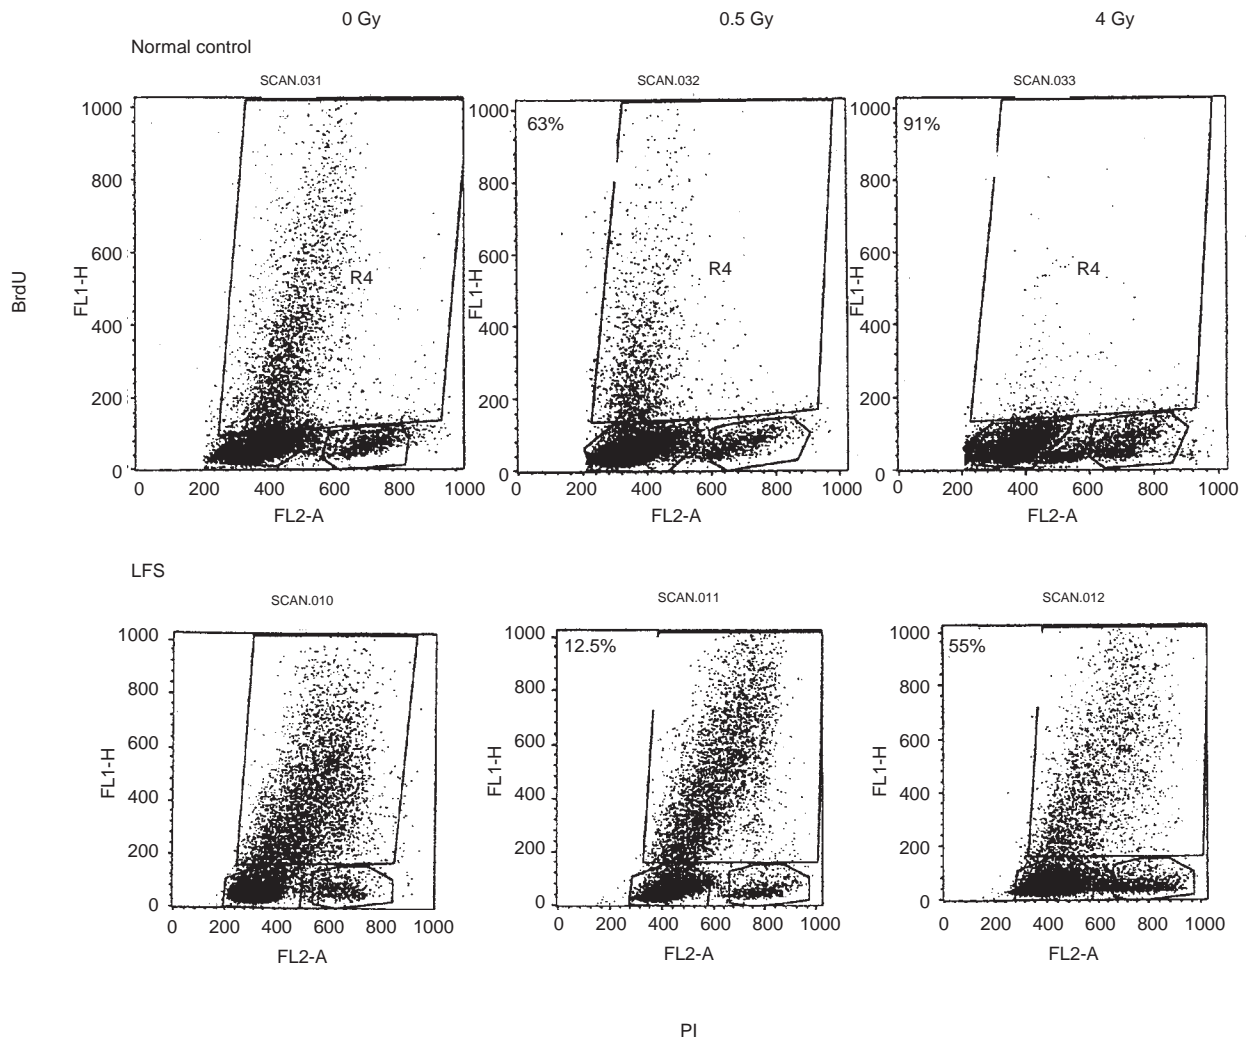 0 Gy 0.5 Gy 4 Gy
Normal control
SCAN.031 SCAN.032 SCAN.033
1000 1000 1000
63% 91%
800 800 800
600 600 600
R4 R4 R4
BrdU FL1-H FL1-H FL1-H
400 400 400
200 200 200
0 0 0
0 200 400 600 800 1000 0 200 400 600 800 1000 0 200 400 600 800 1000
FL2-A FL2-A FL2-A
LFS
SCAN.010 SCAN.011 SCAN.012
1000 1000 1000
12.5% 55%
800 800 800
600 600 600
FL1-H FL1-H FL1-H
400 400 400
200 200 200
0 0 0
0 200 400 600 800 1000 0 200 400 600 800 1000 0 200 400 600 800 1000
FL2-A FL2-A FL2-A
PI